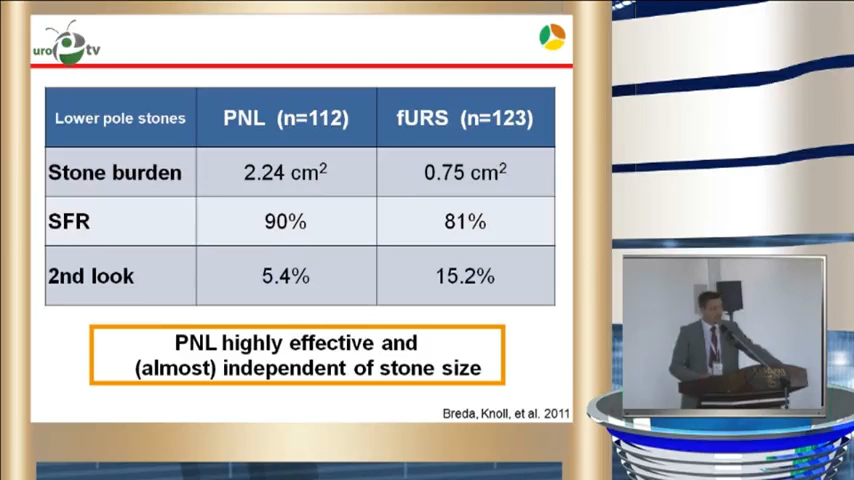 uro e tv
Lower pole stones PNL (n=112) fURS (n=123)
Stone burden 2.24 cm² 0.75 cm²
SFR 90% 81%
2nd look 5.4% 15.2%
PNL highly effective and
(almost) independent of stone size
Breda, Knoll, et al. 2011